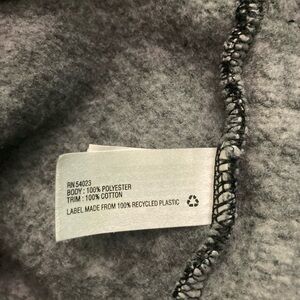 RN 54023
BODY : 100% POLYESTER
TRIM : 100% COTTON
LABEL MADE FROM 100% RECYCLED PLASTIC